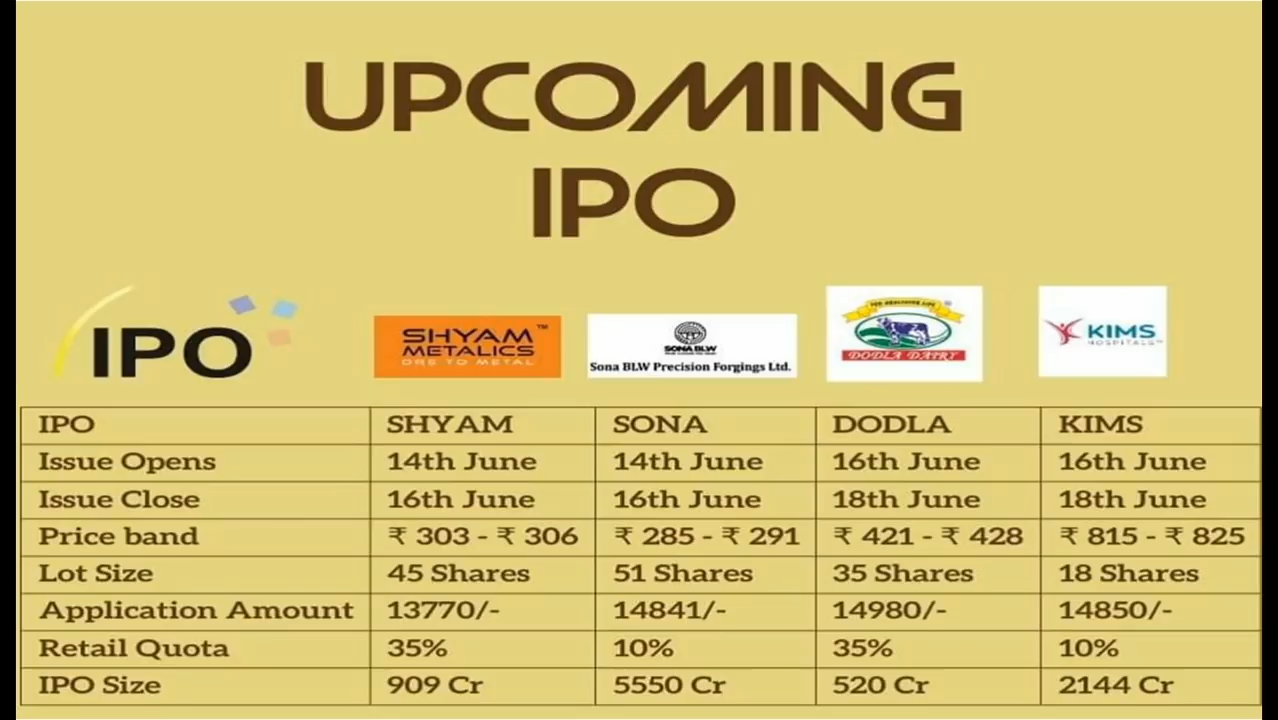 UPCOMING
IPO
IPO
SHYAM METALICS™
ORE TO METAL
SONA BLW
Sona BLW Precision Forgings Ltd.
FOR HEALTHIER LIFE
DODLA DAIRY
KIMS
HOSPITALS
IPO SHYAM SONA DODLA KIMS
Issue Opens 14th June 14th June 16th June 16th June
Issue Close 16th June 16th June 18th June 18th June
Price band ₹ 303 - ₹ 306 ₹ 285 - ₹ 291 ₹ 421 - ₹ 428 ₹ 815 - ₹ 825
Lot Size 45 Shares 51 Shares 35 Shares 18 Shares
Application Amount 13770/- 14841/- 14980/- 14850/-
Retail Quota 35% 10% 35% 10%
IPO Size 909 Cr 5550 Cr 520 Cr 2144 Cr